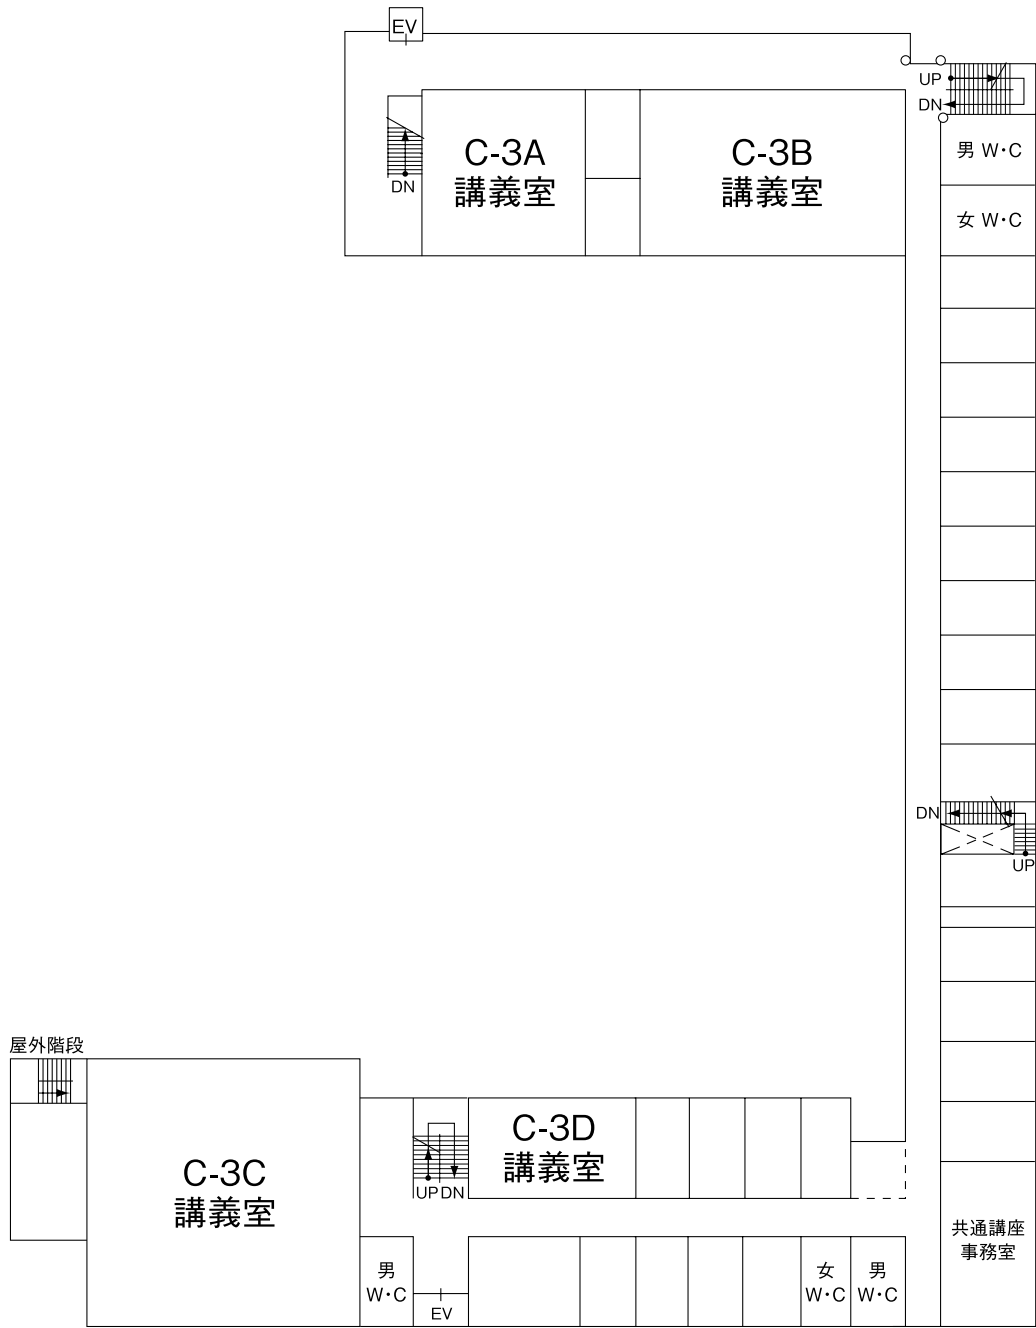 EV
UP
DN
C-3A
講義室
C-3B
講義室
DN
男 W・C
女 W・C
DN
UP
屋外階段
C-3C
講義室
UP DN
C-3D
講義室
男
W・C
EV
女
W・C
男
W・C
共通講座
事務室